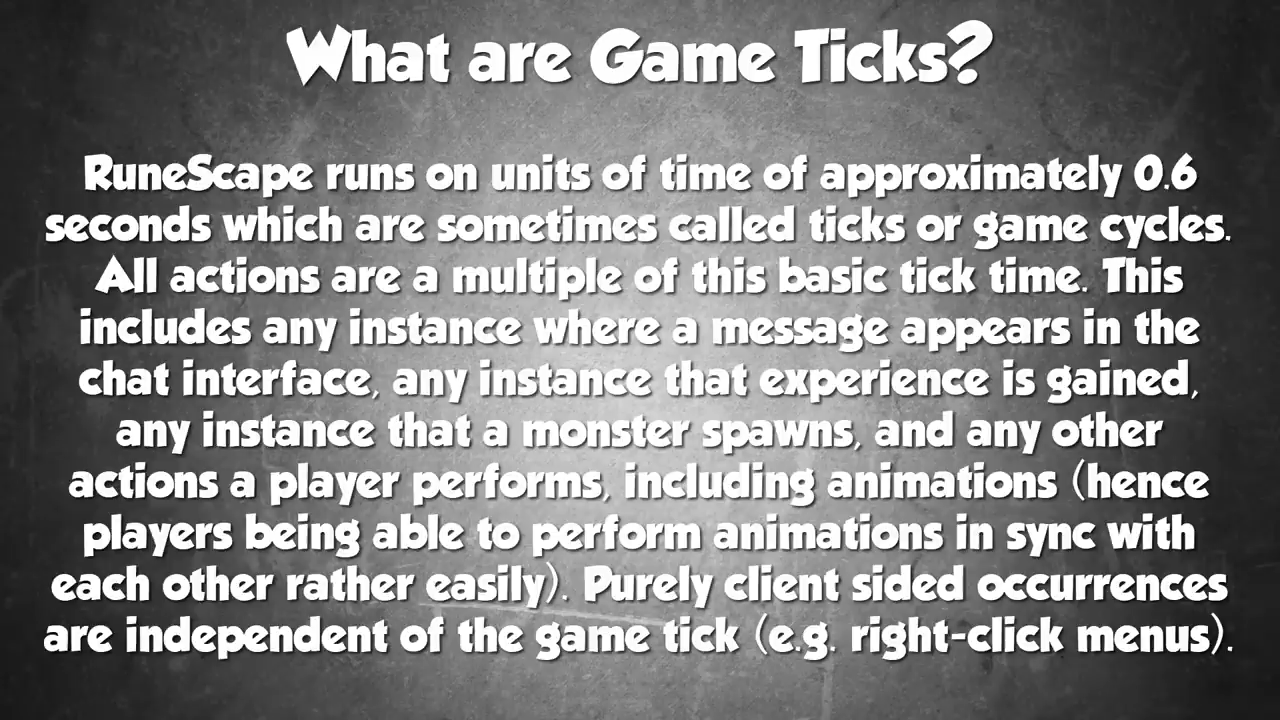 What are Game Ticks?
RuneScape runs on units of time of approximately 0.6
seconds which are sometimes called ticks or game cycles.
All actions are a multiple of this basic tick time. This
includes any instance where a message appears in the
chat interface, any instance that experience is gained,
any instance that a monster spawns, and any other
actions a player performs, including animations (hence
players being able to perform animations in sync with
each other rather easily). Purely client sided occurrences
are independent of the game tick (e.g. right-click menus).